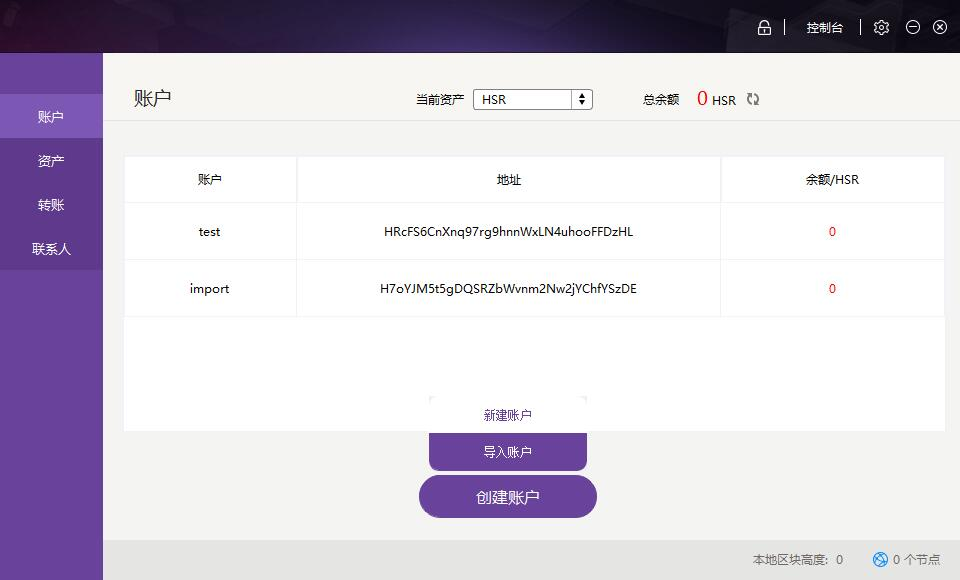 控制台
账户
资产
转账
联系人
账户 当前资产 HSR 总余额 0 HSR
账户 地址 余额/HSR
test HRcFS6CnXnq97rg9hnnWxLN4uhooFFDzHL 0
import H7oYJM5t5gDQSRZbWvnm2Nw2jYChfYSzDE 0
新建账户
导入账户
创建账户
本地区块高度: 0 0 个节点